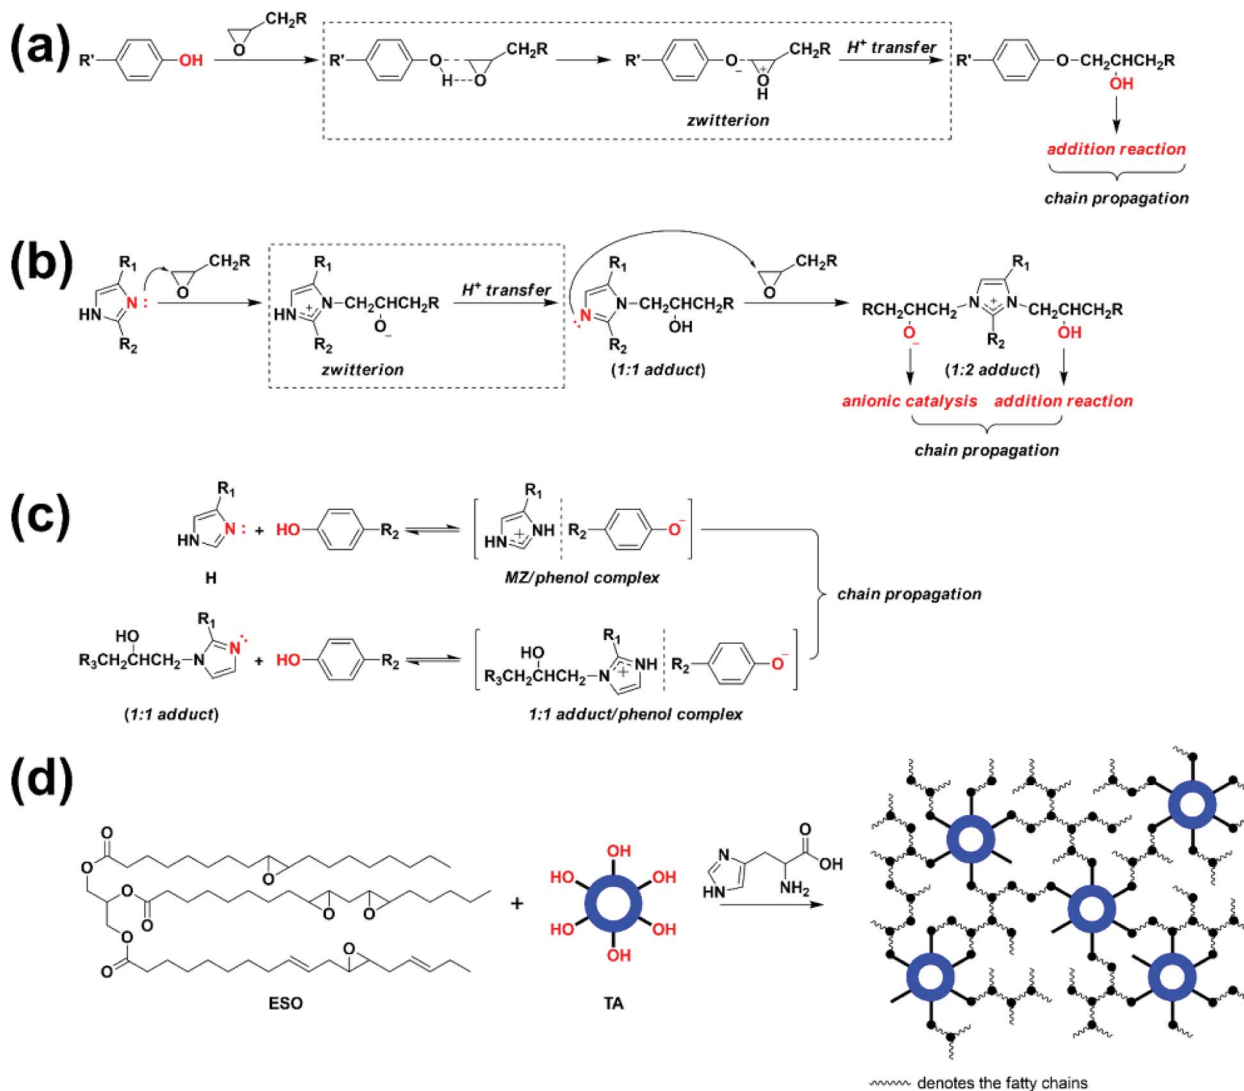 (a)
R'
OH
O
CH2R
R'
O
H
O
CH2R
R'
O
−
O
+
H
CH2R
zwitterion
H+ transfer
R'
O
CH2CHCH2R
OH
addition reaction
chain propagation
(b)
R1
N:
HN
R2
O
CH2R
R1
HN
+
N
R2
CH2CHCH2R
O
−
zwitterion
H+ transfer
R1
N
N
R2
CH2CHCH2R
OH
(1:1 adduct)
O
CH2R
R1
RCH2CHCH2
N
+
N
CH2CHCH2R
O
−
R2
OH
(1:2 adduct)
anionic catalysis addition reaction
chain propagation
(c)
R1
HN
N: + HO
R2
H
R1
HN
+
NH
R2
O−
MZ/phenol complex
chain propagation
HO
R3CH2CHCH2
N
R1
N
+ HO
R2
(1:1 adduct)
HO
R3CH2CHCH2
N
R1
NH
+
R2
O−
1:1 adduct/phenol complex
(d)
O
O
O
O
O
O
O
O
O
O
ESO
+
OH
HO
OH
HO
OH
OH
TA
N
HN
O
OH
NH2
denotes the fatty chains